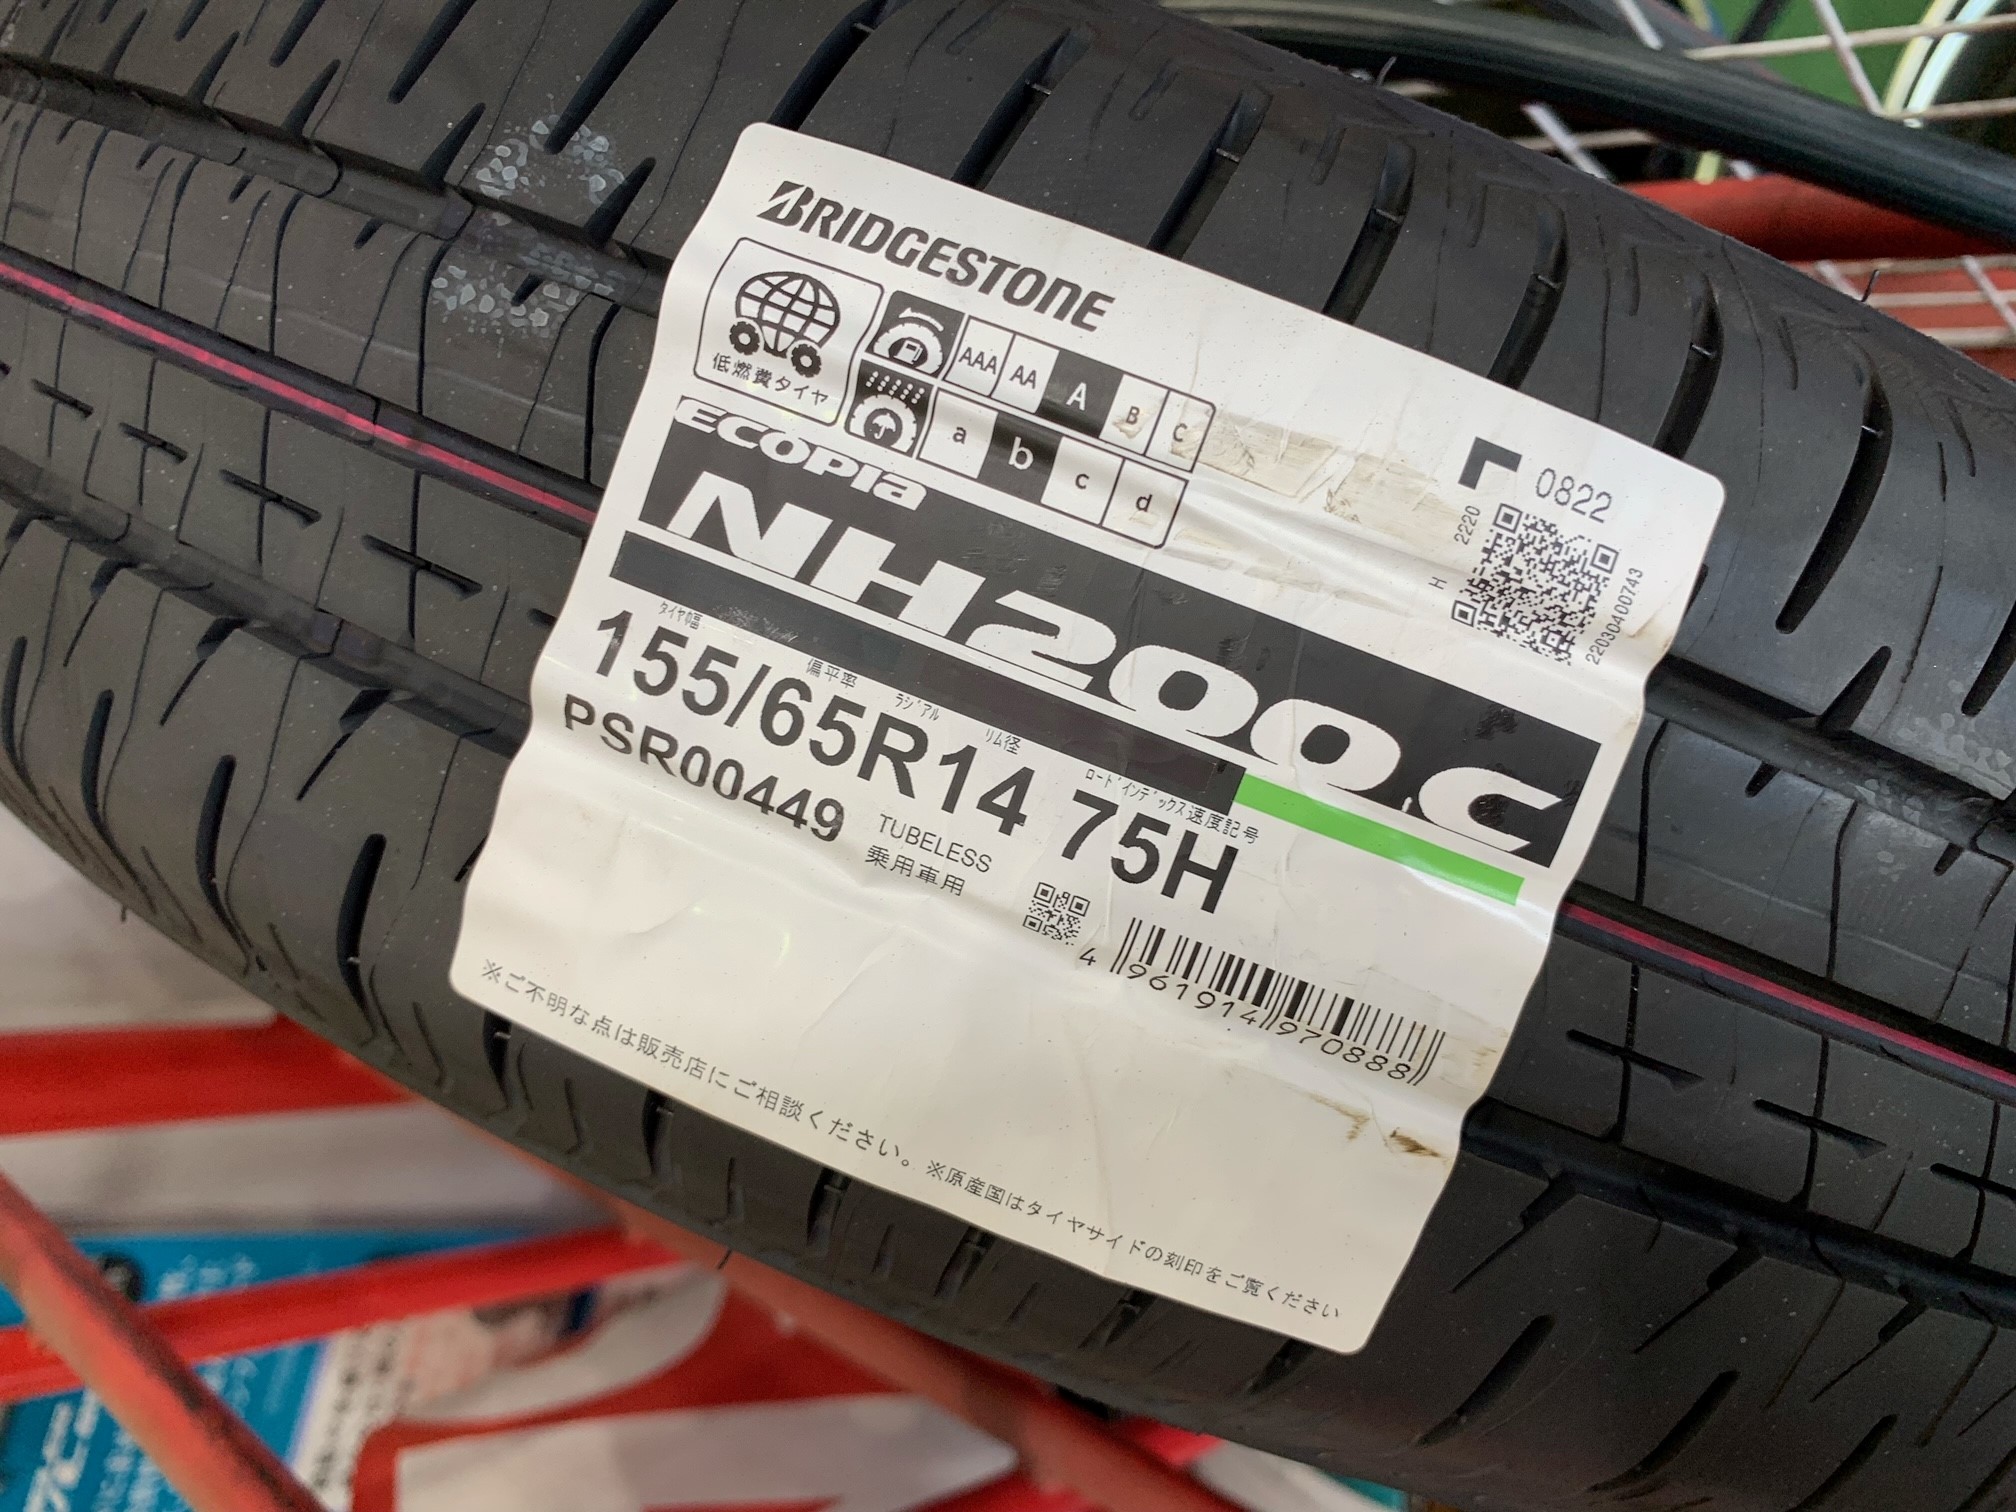 BRIDGESTONE
低燃費タイヤ
AAA AA A B C
a b c d
0822
2220
H
22030400743
ECOPIA
NH200C
タイヤ幅 偏平率 ラジアル リム径 ロードインデックス速度記号
155/65R14 75H
PSR00449
TUBELESS
乗用車用
4 961914 970888
※ご不明な点は販売店にご相談ください。※原産国はタイヤサイドの刻印をご覧ください